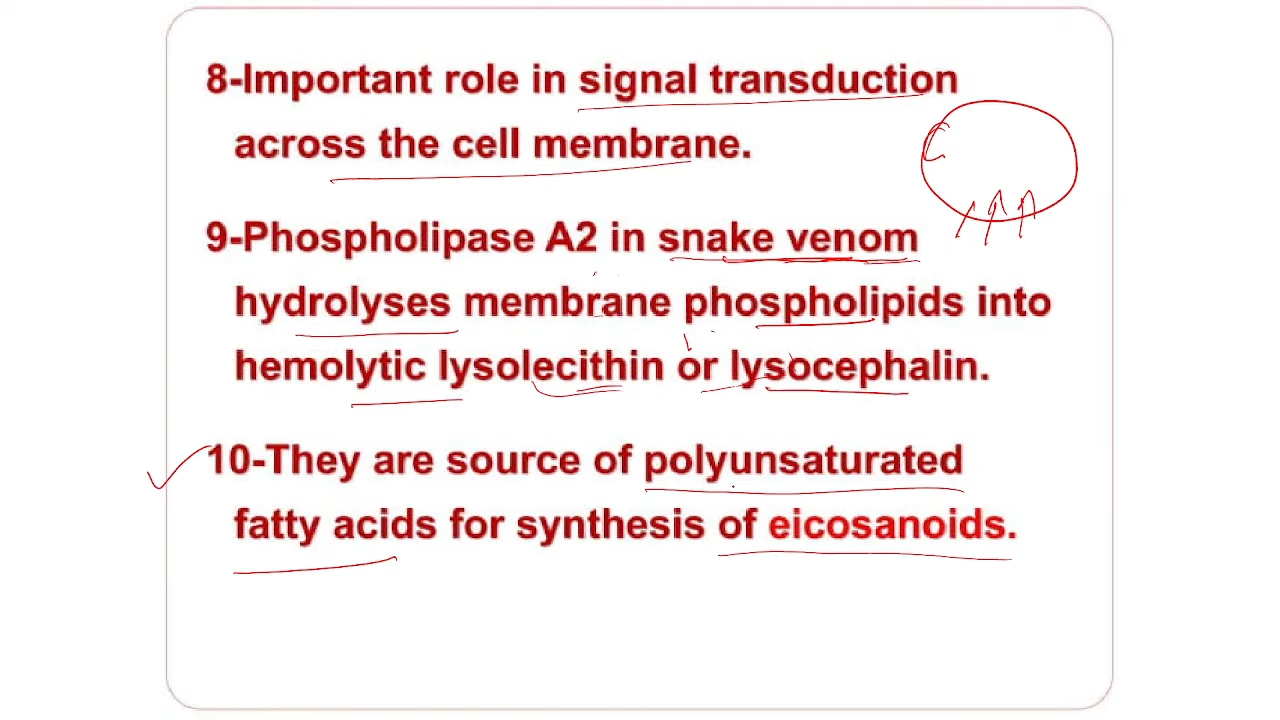 8-Important role in signal transduction
across the cell membrane.
9-Phospholipase A2 in snake venom
hydrolyses membrane phospholipids into
hemolytic lysolecithin or lysocephalin.
10-They are source of polyunsaturated
fatty acids for synthesis of eicosanoids.